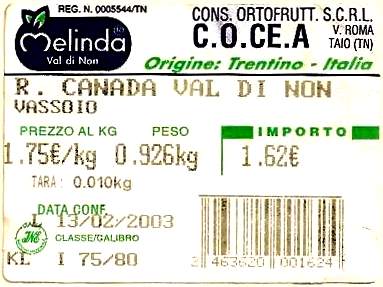 REG. N. 0005544/TN
Melinda
Val di Non
CONS. ORTOFRUTT. S.C.R.L.
C.O.CE.A
V. ROMA
TAIO (TN)
Origine: Trentino - Italia
R. CANADA VAL DI NON
VASSOIO
PREZZO AL KG
PESO
IMPORTO
1.75€/kg
0.926kg
1.62€
TARA: 0.010kg
DATA CONF.
L 13/02/2003
CLASSE/CALIBRO
KL I 75/80
2 463620 001624